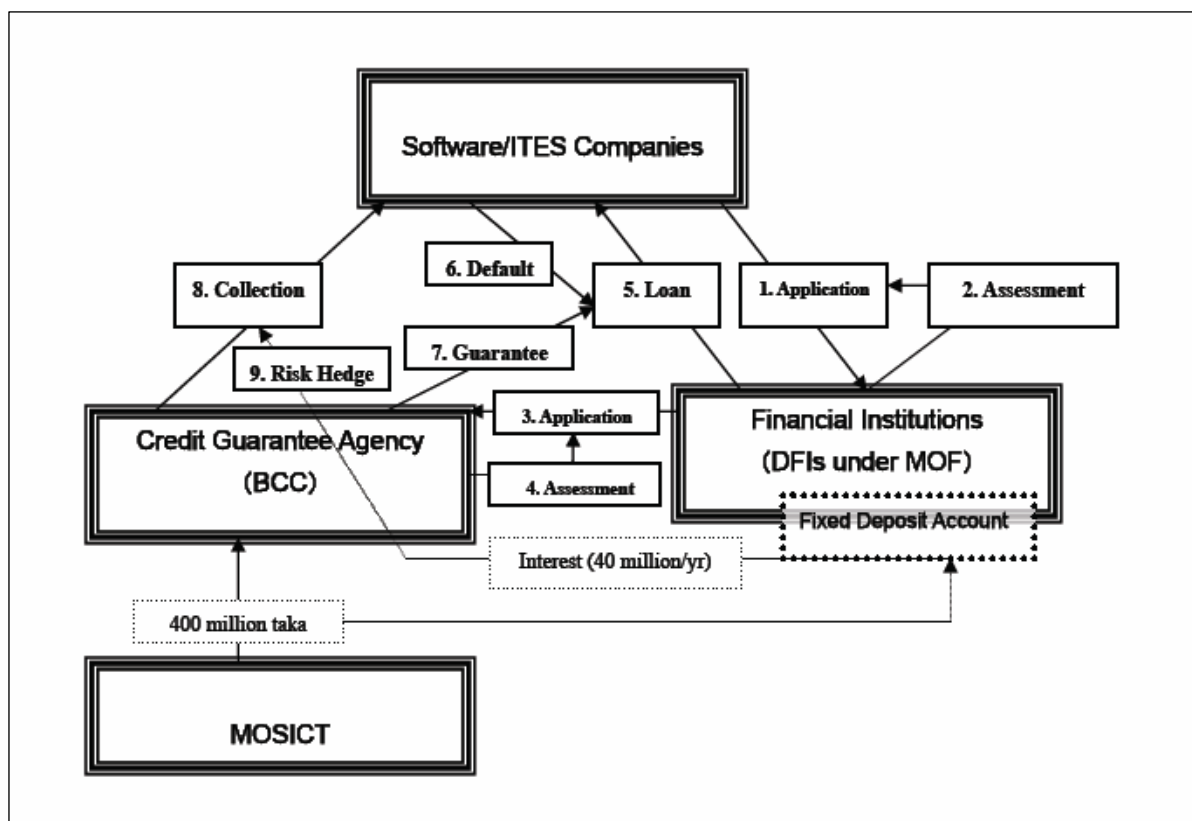 Software/ITES Companies
6. Default
8. Collection
5. Loan
1. Application
2. Assessment
7. Guarantee
9. Risk Hedge
3. Application
Credit Guarantee Agency
(BCC)
4. Assessment
Financial Institutions
(DFIs under MOF)
Fixed Deposit Account
Interest (40 million/yr)
400 million taka
MOSICT